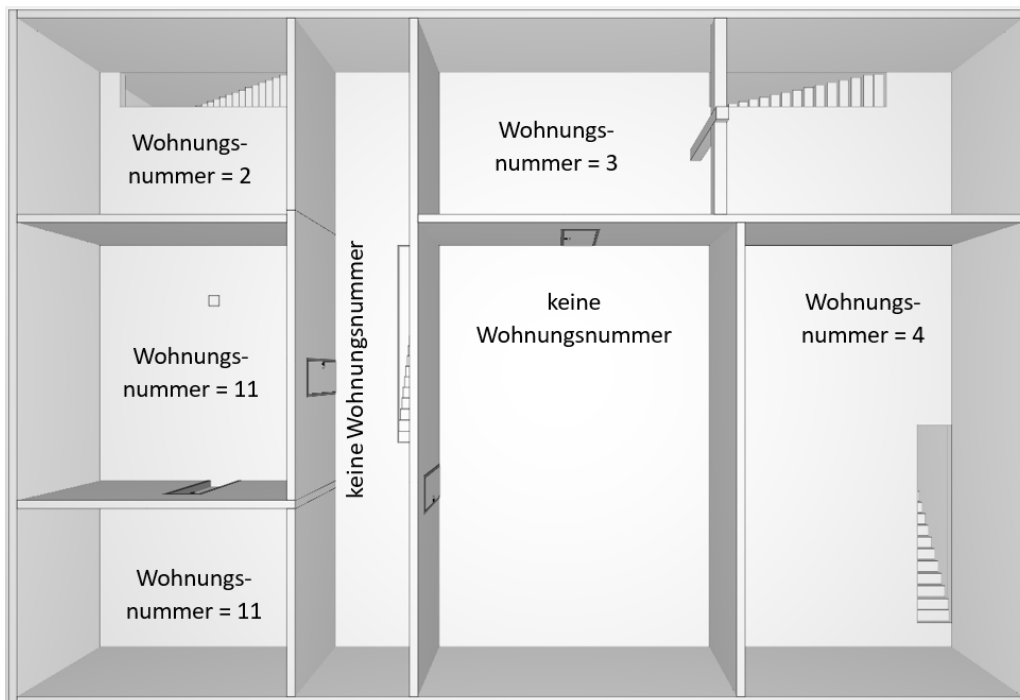 Wohnungs-
nummer = 2
Wohnungs-
nummer = 3
keine Wohnungsnummer
keine
Wohnungsnummer
Wohnungs-
nummer = 4
Wohnungs-
nummer = 11
Wohnungs-
nummer = 11